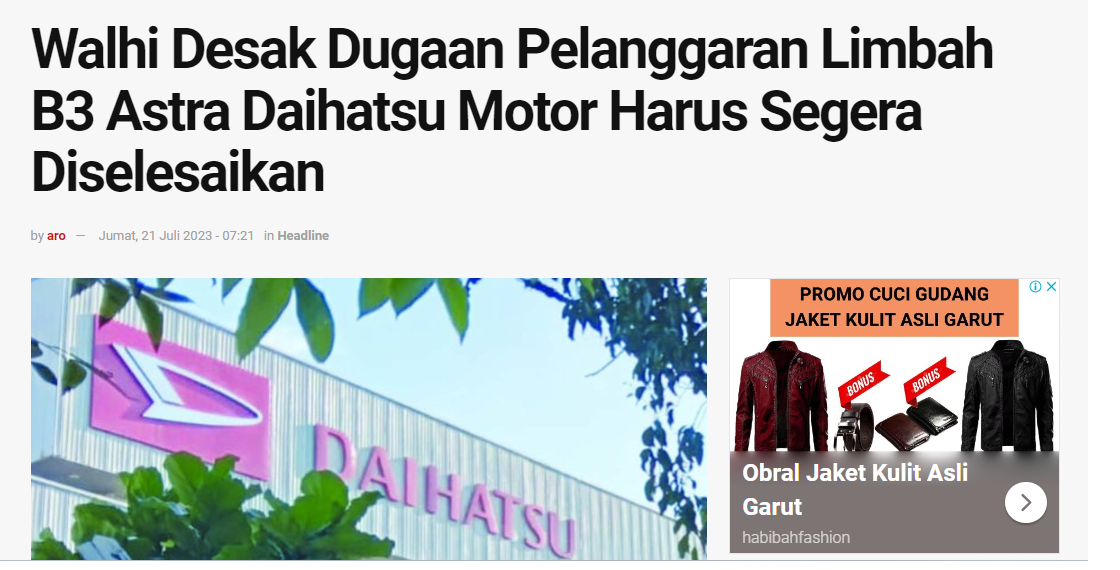 Walhi Desak Dugaan Pelanggaran Limbah
B3 Astra Daihatsu Motor Harus Segera
Diselesaikan
by aro — Jumat, 21 Juli 2023 - 07:21 in Headline
DAIHATSU
PROMO CUCI GUDANG
JAKET KULIT ASLI GARUT
BONUS
BONUS
Obral Jaket Kulit Asli
Garut
habibahfashion